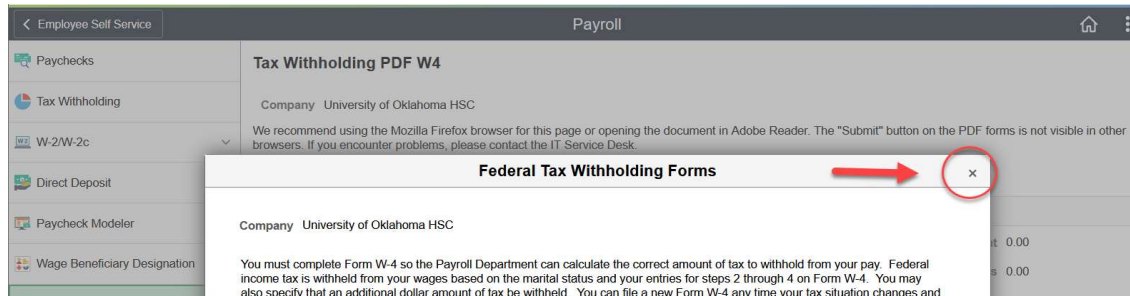 Employee Self Service
Payroll
Paychecks
Tax Withholding
W-2/W-2c
Direct Deposit
Paycheck Modeler
Wage Beneficiary Designation
Tax Withholding PDF W4
Company University of Oklahoma HSC
We recommend using the Mozilla Firefox browser for this page or opening the document in Adobe Reader. The "Submit" button on the PDF forms is not visible in other
browsers. If you encounter problems, please contact the IT Service Desk.
Federal Tax Withholding Forms
×
Company University of Oklahoma HSC
You must complete Form W-4 so the Payroll Department can calculate the correct amount of tax to withhold from your pay. Federal
income tax is withheld from your wages based on the marital status and your entries for steps 2 through 4 on Form W-4. You may
also specify that an additional dollar amount of tax be withheld. You can file a new Form W-4 any time your tax situation changes and
0.00
0.00